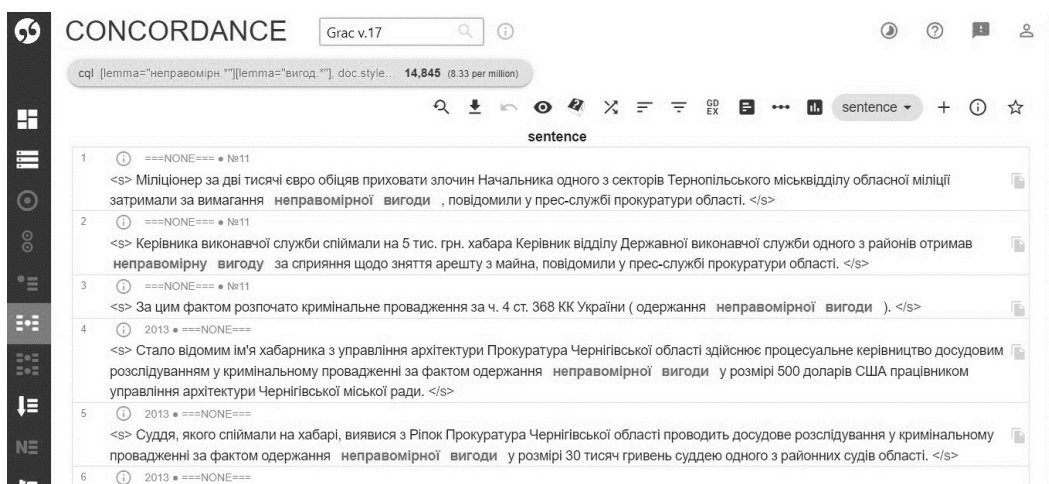 CONCORDANCE Grac v.17
cql [lemma="неправомірн.*"][lemma="вигод.*"], doc.style... 14,845 (8.33 per million)
GD EX sentence
sentence
1 ===NONE=== ● №11
<s> Міліціонер за дві тисячі євро обіцяв приховати злочин Начальника одного з секторів Тернопільського міськвідділу обласної міліції
затримали за вимагання неправомірної вигоди , повідомили у прес-службі прокуратури області. </s>
2 ===NONE=== ● №11
<s> Керівника виконавчої служби спіймали на 5 тис. грн. хабара Керівник відділу Державної виконавчої служби одного з районів отримав
неправомірну вигоду за сприяння щодо зняття арешту з майна, повідомили у прес-службі прокуратури області. </s>
3 ===NONE=== ● №11
<s> За цим фактом розпочато кримінальне провадження за ч. 4 ст. 368 КК України ( одержання неправомірної вигоди ). </s>
4 2013 ● ===NONE===
<s> Стало відомим ім'я хабарника з управління архітектури Прокуратура Чернігівської області здійснює процесуальне керівництво досудовим
розслідуванням у кримінальному провадженні за фактом одержання неправомірної вигоди у розмірі 500 доларів США працівником
управління архітектури Чернігівської міської ради. </s>
5 2013 ● ===NONE===
<s> Суддя, якого спіймали на хабарі, виявися з Ріпок Прокуратура Чернігівської області проводить досудове розслідування у кримінальному
провадженні за фактом одержання неправомірної вигоди у розмірі 30 тисяч гривень суддею одного з районних судів області. </s>
6 2013 ● ===NONE===